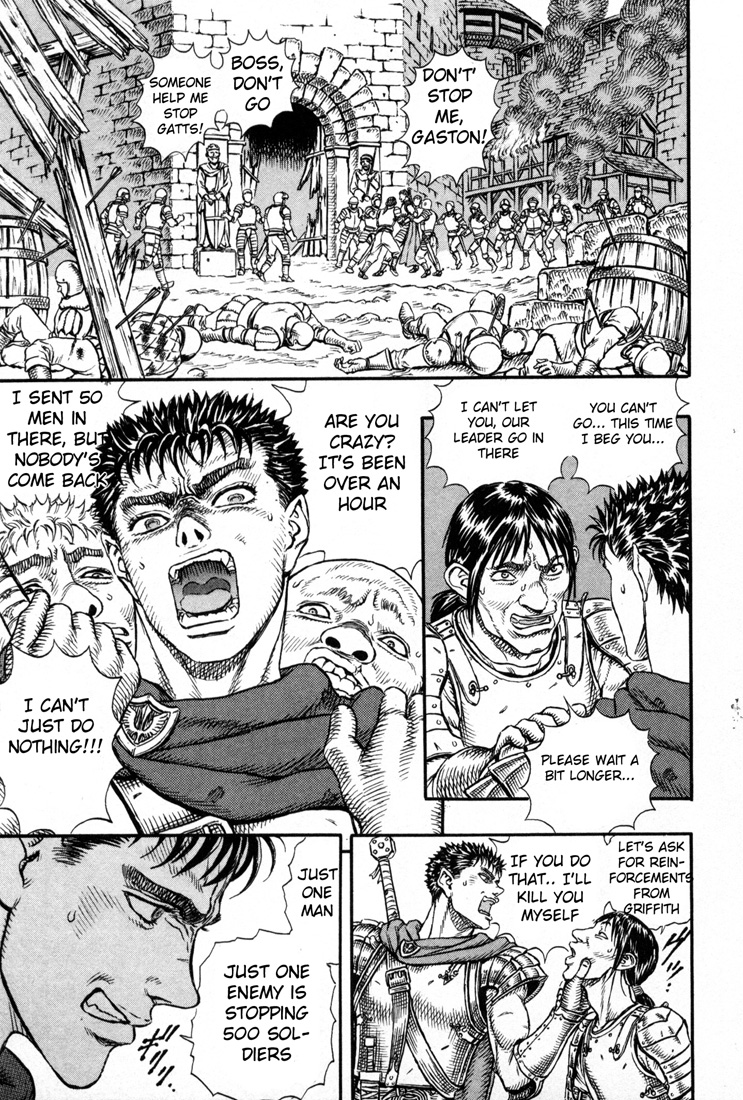 DON'T'
STOP
ME,
GASTON!
BOSS,
DON'T
GO
SOMEONE
HELP ME
STOP
GATTS!
YOU CAN'T
GO... THIS TIME
I BEG YOU...
I CAN'T LET
YOU, OUR
LEADER GO IN
THERE
PLEASE WAIT A
BIT LONGER...
ARE YOU
CRAZY?
IT'S BEEN
OVER AN
HOUR
I SENT 50
MEN IN
THERE, BUT
NOBODY'S
COME BACK
I CAN'T
JUST DO
NOTHING!!!
LET'S ASK
FOR REIN-
FORCEMENTS
FROM
GRIFFITH
IF YOU DO
THAT.. I'LL
KILL YOU
MYSELF
JUST
ONE
MAN
JUST ONE
ENEMY IS
STOPPING
500 SOL-
DIERS